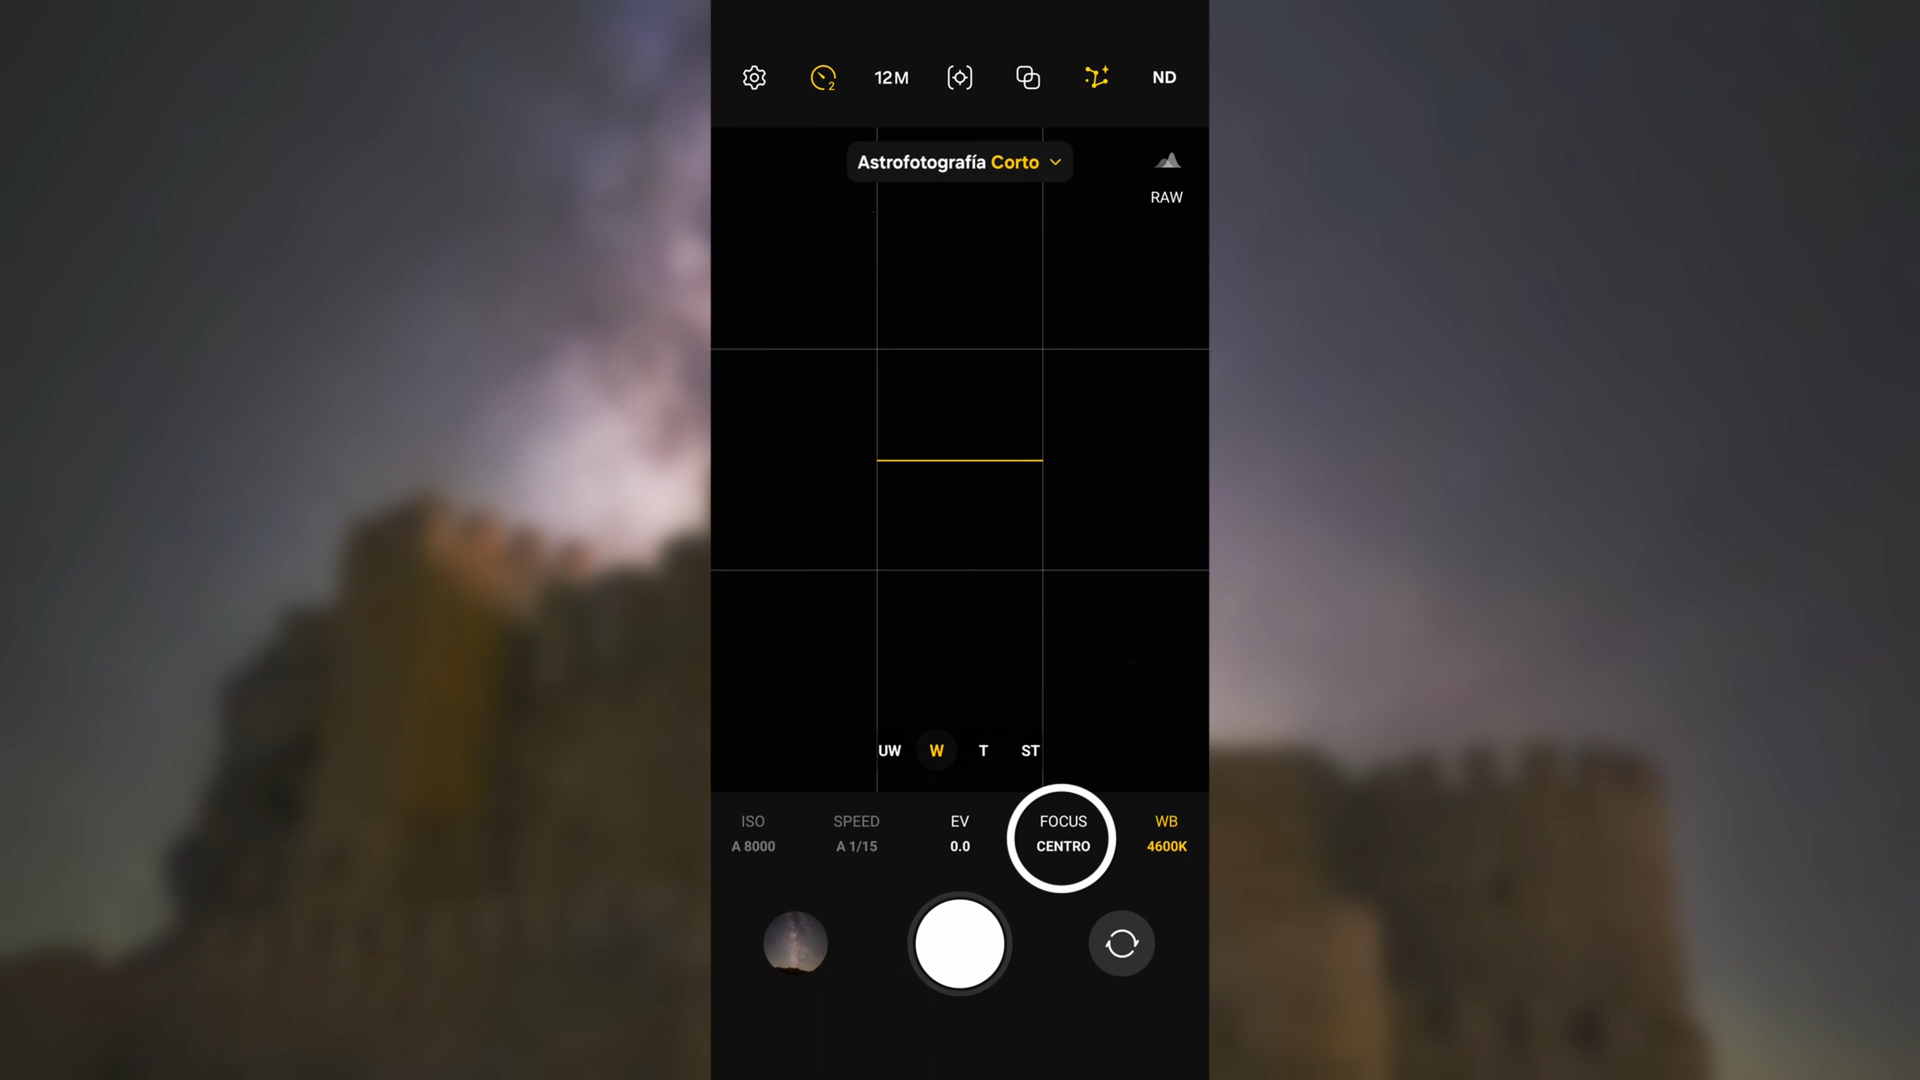 2 12M ND
Astrofotografía Corto
RAW
UW W T ST
ISO SPEED EV FOCUS WB
A 8000 A 1/15 0.0 CENTRO 4600K